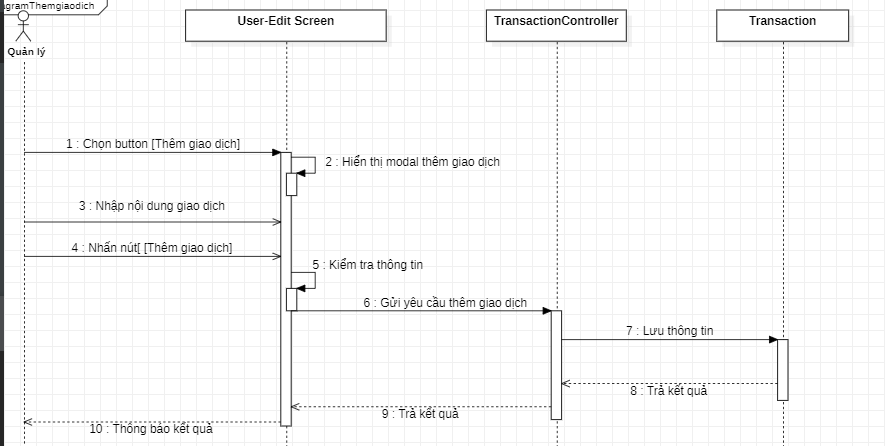 agramThemgiaodich
User-Edit Screen
TransactionController
Transaction
Quản lý
1 : Chọn button [Thêm giao dịch]
2 : Hiển thị modal thêm giao dịch
3 : Nhập nội dung giao dịch
4 : Nhấn nút[ [Thêm giao dịch]
5 : Kiểm tra thông tin
6 : Gửi yêu cầu thêm giao dịch
7 : Lưu thông tin
8 : Trả kết quả
9 : Trả kết quả
10 : Thông báo kết quả